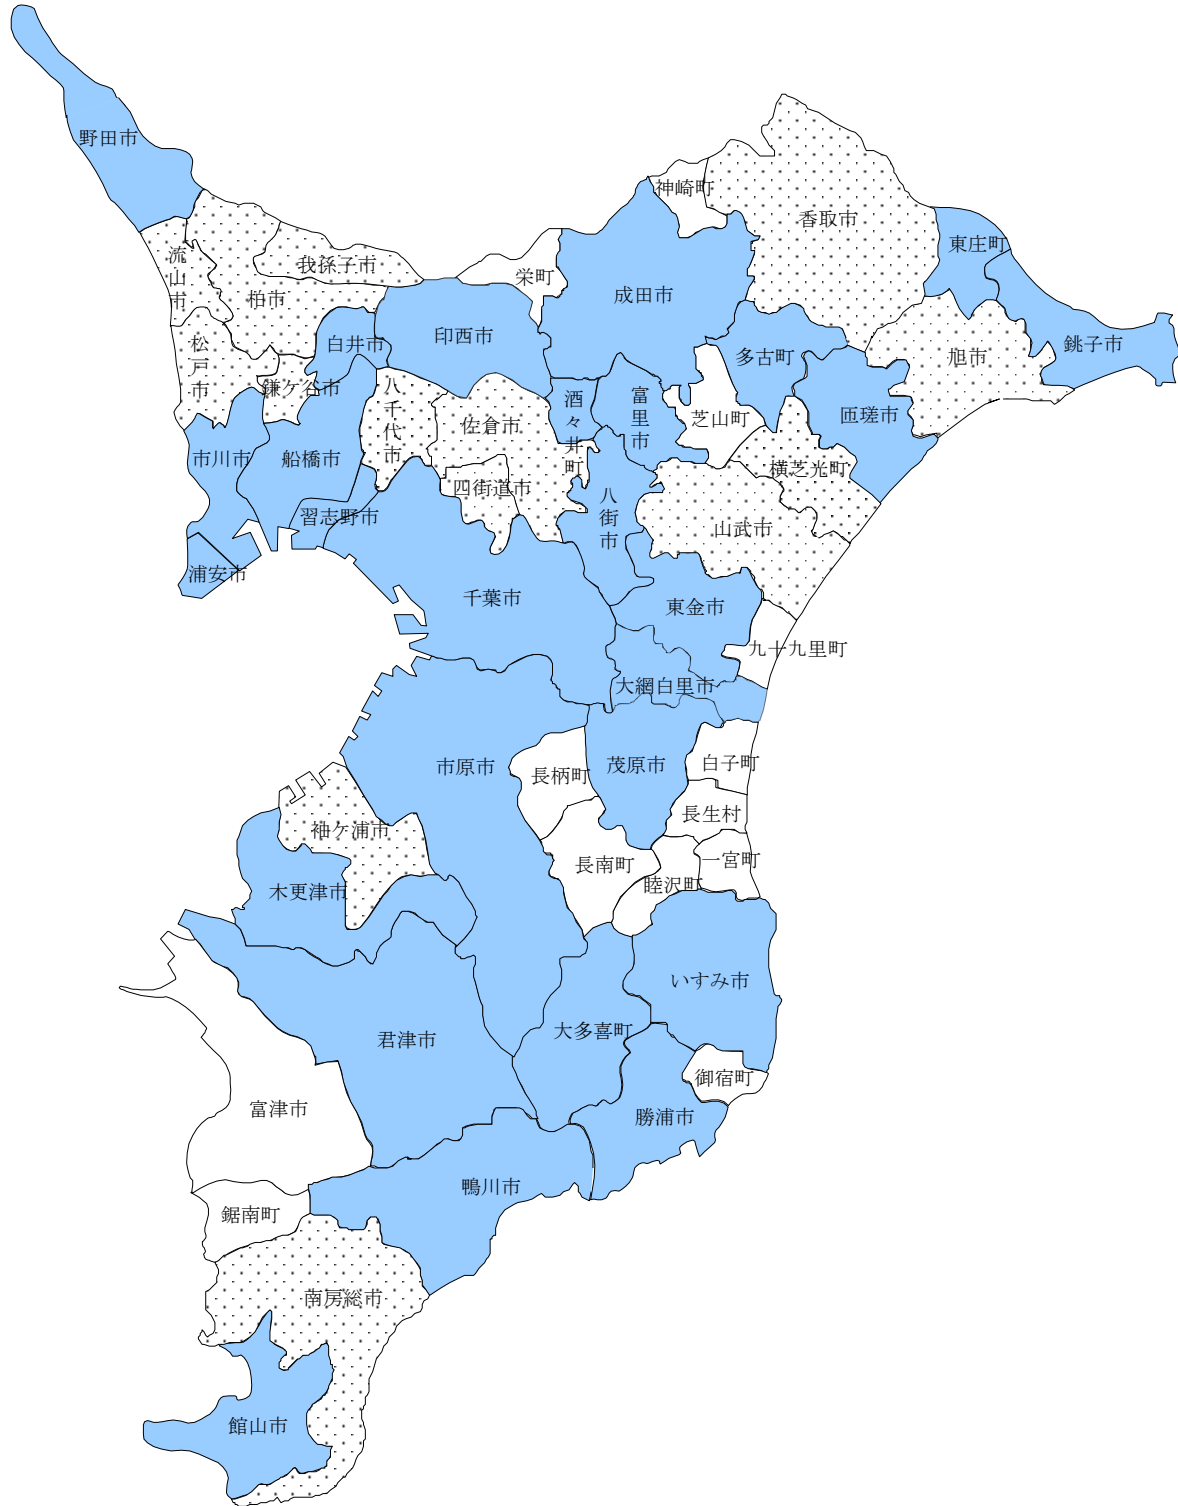 野田市
流山市
柏市
我孫子市
松戸市
鎌ケ谷市
白井市
印西市
栄町
成田市
神崎町
香取市
東庄町
銚子市
旭市
多古町
匝瑳市
芝山町
横芝光町
山武市
富里市
酒々井町
八街市
佐倉市
四街道市
八千代市
船橋市
市川市
習志野市
浦安市
千葉市
東金市
九十九里町
大網白里市
市原市
茂原市
長柄町
白子町
長生村
一宮町
睦沢町
長南町
袖ケ浦市
木更津市
君津市
富津市
大多喜町
いすみ市
御宿町
勝浦市
鴨川市
鋸南町
南房総市
館山市